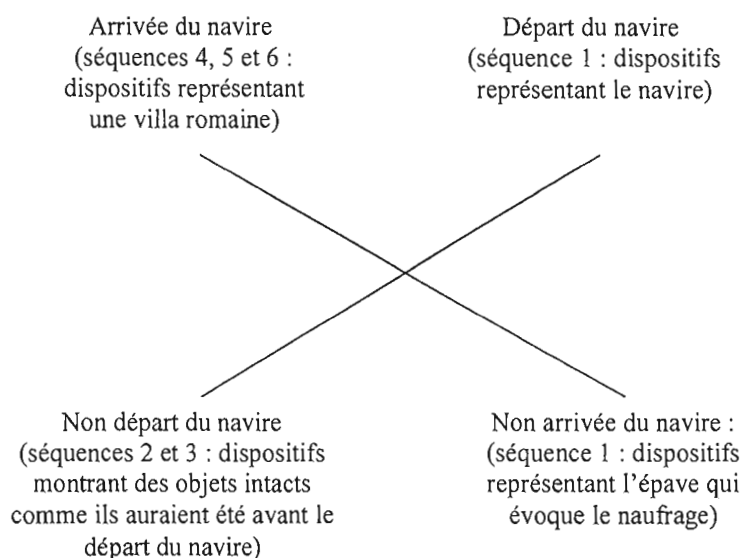 Arrivée du navire
(séquences 4, 5 et 6 :
dispositifs représentant
une villa romaine)
Départ du navire
(séquence 1 : dispositifs
représentant le navire)
Non départ du navire
(séquences 2 et 3 : dispositifs
montrant des objets intacts
comme ils auraient été avant le
départ du navire)
Non arrivée du navire :
(séquence 1 : dispositifs
représentant l'épave qui
évoque le naufrage)